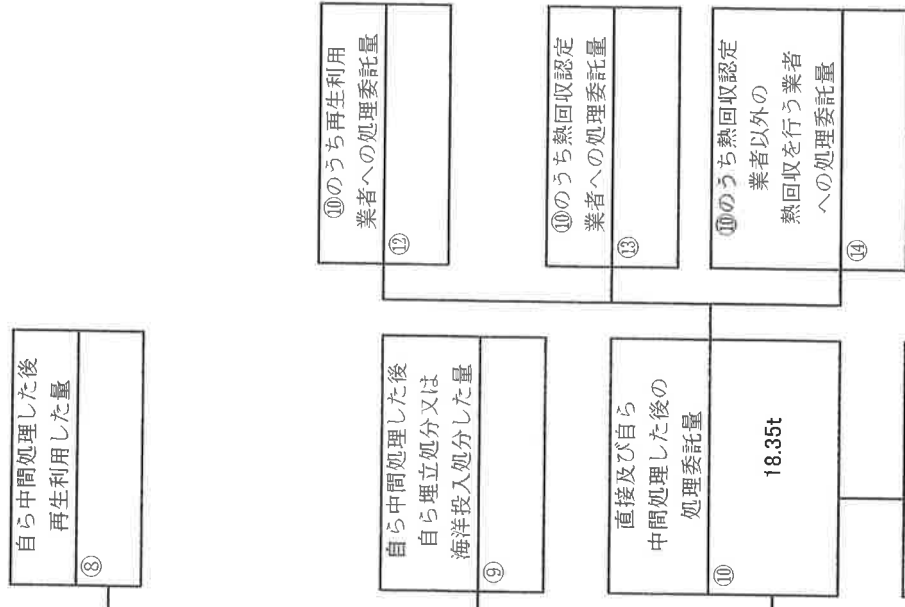 自ら中間処理した後
再生利用した量
⑧
自ら中間処理した後
自ら埋立処分又は
海洋投入処分した量
⑨
直接及び自ら
中間処理した後の
処理委託量
⑩
18.35t
⑩のうち再生利用
業者への処理委託量
⑫
⑩のうち熱回収認定
業者への処理委託量
⑬
⑩のうち熱回収認定
業者以外の
熱回収を行う業者
への処理委託量
⑭